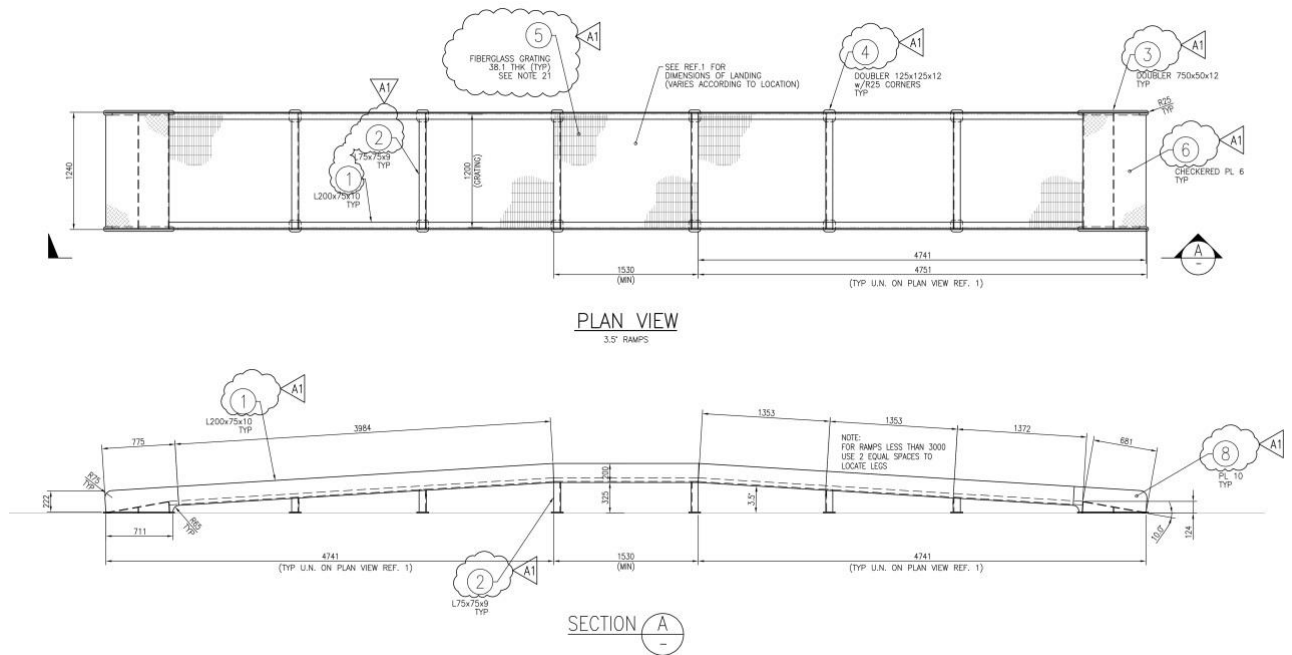 5
A1
FIBERGLASS GRATING
38.1 THK (TYP)
SEE NOTE 21
SEE REF.1 FOR
DIMENSIONS OF LANDING
(VARIES ACCORDING TO LOCATION)
4
A1
DOUBLER 125x125x12
w/R25 CORNERS
TYP
3
A1
DOUBLER 750x50x12
TYP
R25
TYP
A1
2
L75x75x9
TYP
1
L200x75x10
TYP
1240
1200
(GRATING)
6
A1
CHECKERED PL 6
TYP
4741
1530
(MIN)
4751
(TYP U.N. ON PLAN VIEW REF. 1)
A
-
PLAN VIEW
3.5° RAMPS
1
A1
L200x75x10
TYP
775
3984
1353
1353
1372
681
NOTE:
FOR RAMPS LESS THAN 3000
USE 2 EQUAL SPACES TO
LOCATE LEGS
8
A1
PL 10
TYP
R75
TYP
222
200
325
3.5°
R65
TYP
711
10.0°
124
4741
(TYP U.N. ON PLAN VIEW REF. 1)
1530
(MIN)
4741
(TYP U.N. ON PLAN VIEW REF. 1)
2
A1
L75x75x9
TYP
SECTION A
-